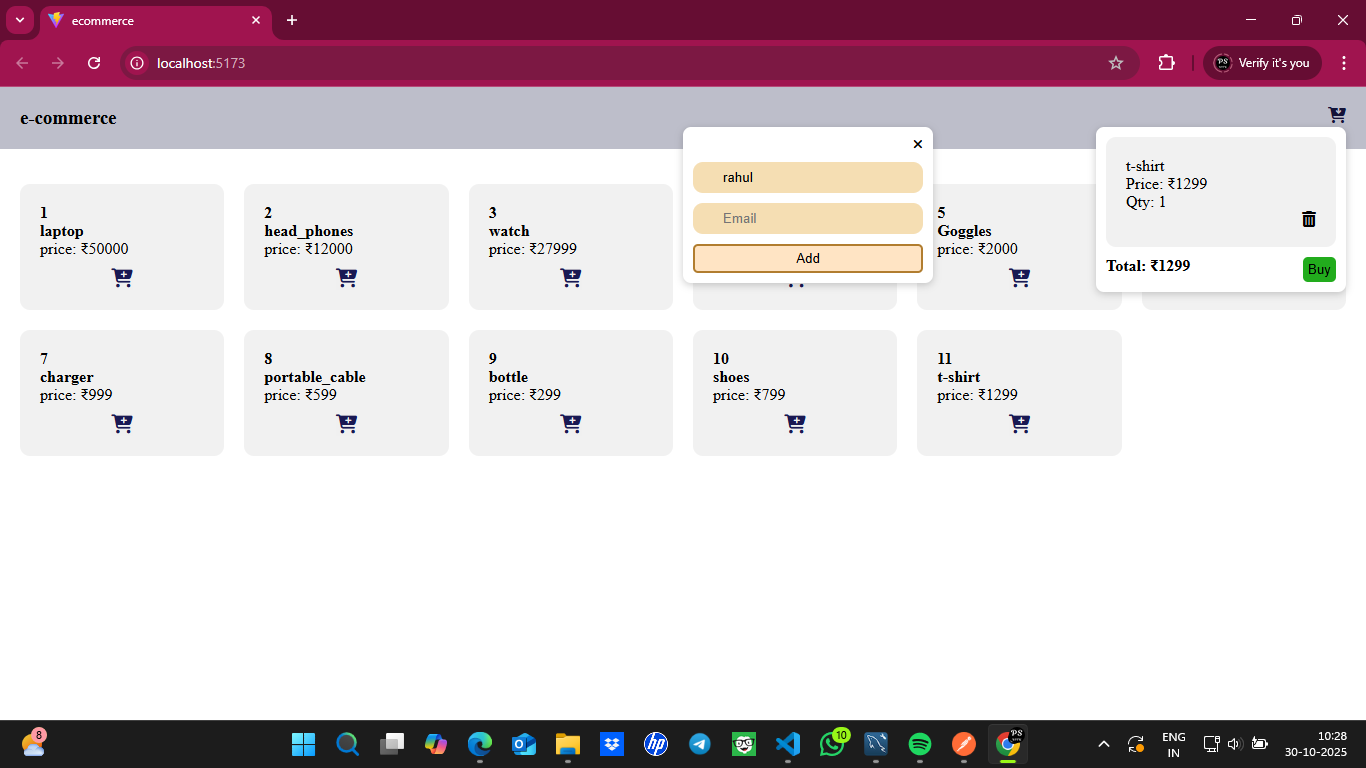 ecommerce
localhost:5173
Verify it's you
e-commerce
rahul
Email
Add
t-shirt
Price: ₹1299
Qty: 1
Total: ₹1299
Buy
1
laptop
price: ₹50000
2
head_phones
price: ₹12000
3
watch
price: ₹27999
5
Goggles
price: ₹2000
7
charger
price: ₹999
8
portable_cable
price: ₹599
9
bottle
price: ₹299
10
shoes
price: ₹799
11
t-shirt
price: ₹1299
8
10
ENG
IN
10:28
30-10-2025